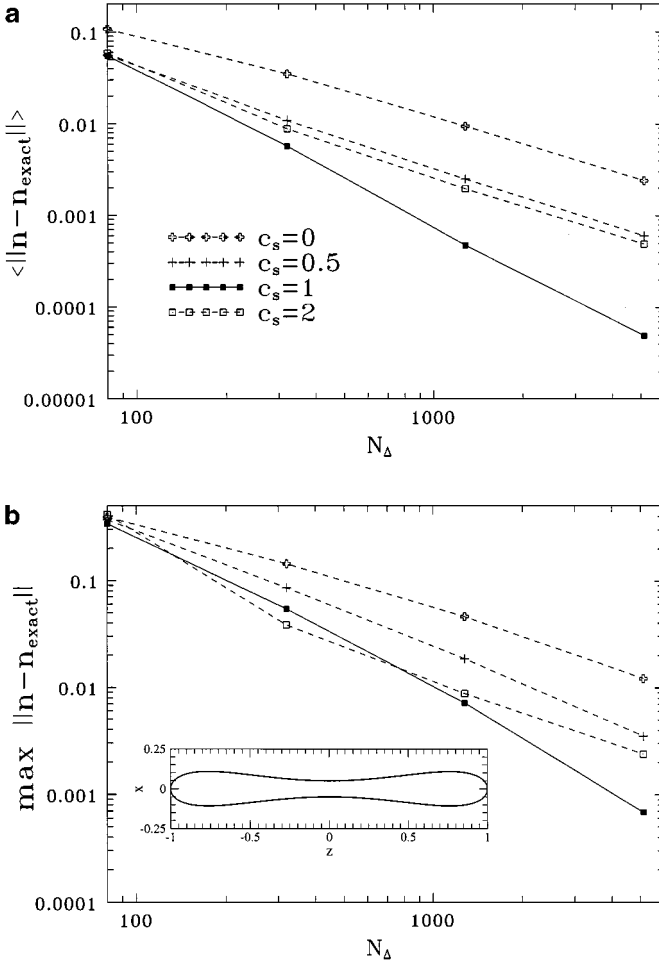 a
0.1
0.01
0.001
0.0001
0.00001
<||n−n_exact||>
c_s=0
c_s=0.5
c_s=1
c_s=2
100
1000
N_Δ
b
0.1
0.01
0.001
0.0001
max ||n−n_exact||
0.25
0
-0.25
x
-1
-0.5
0
0.5
1
z
100
1000
N_Δ